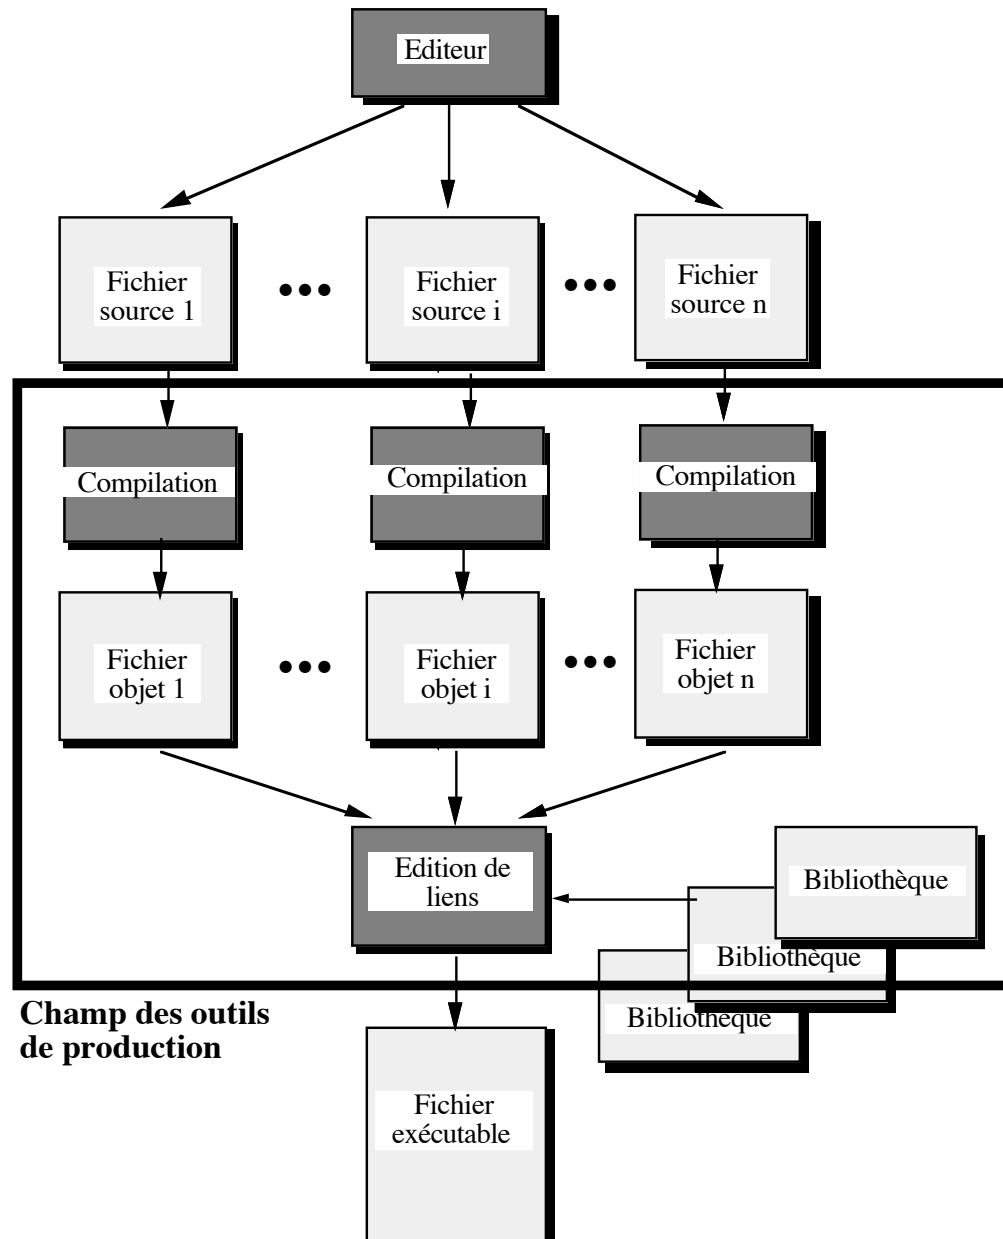 Editeur
Fichier
source 1
Fichier
source i
Fichier
source n
Compilation
Compilation
Compilation
Fichier
objet 1
Fichier
objet i
Fichier
objet n
Edition de
liens
Bibliothèque
Bibliothèque
Bibliothèque
Champ des outils
de production
Fichier
exécutable